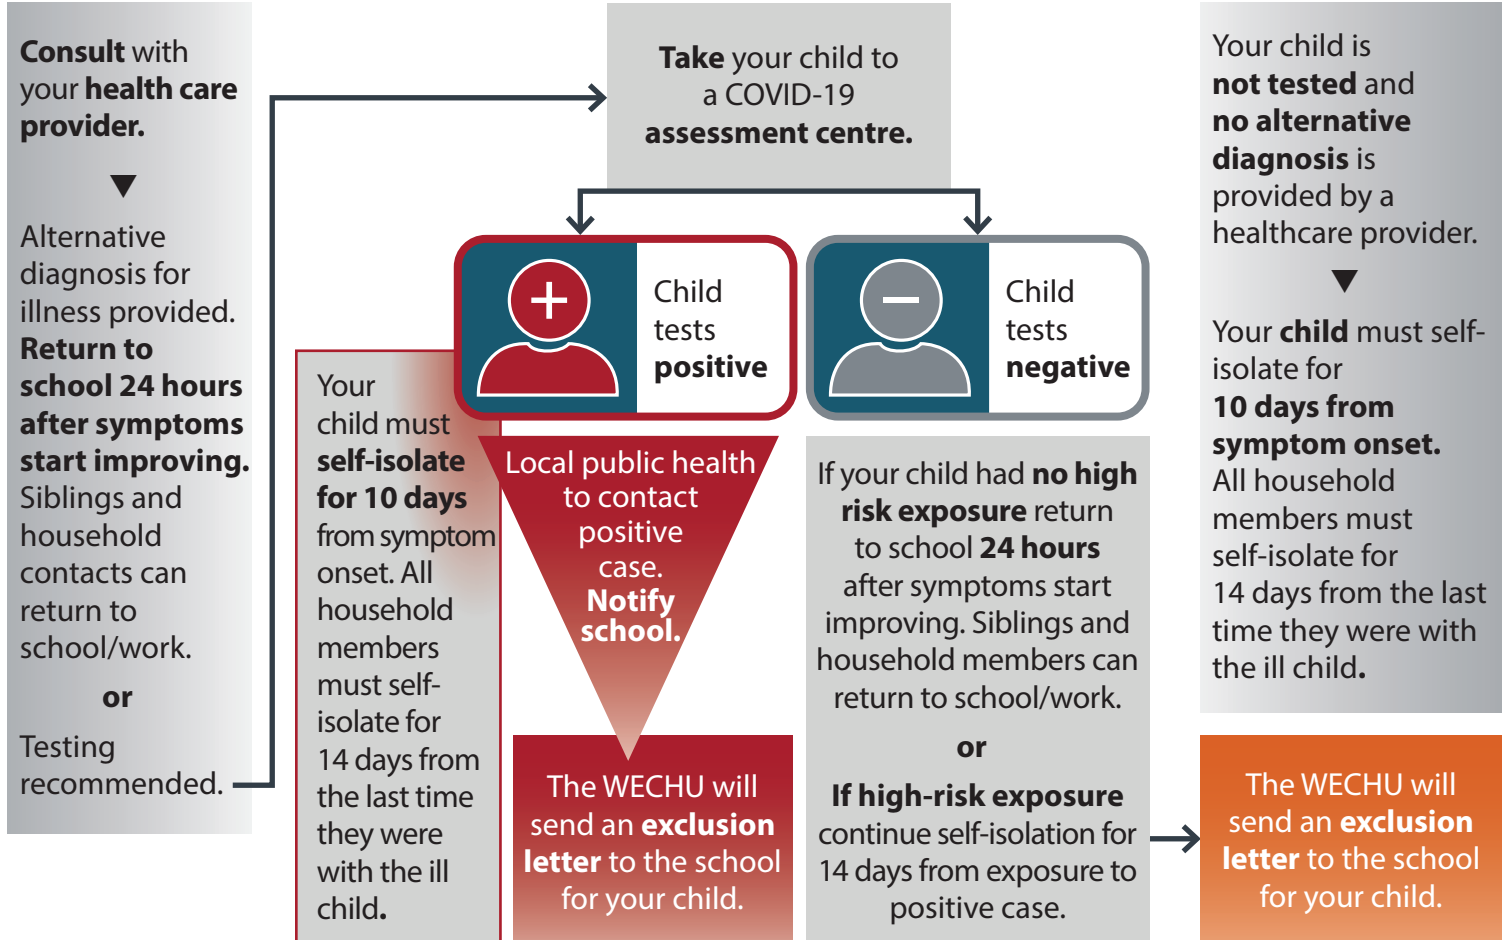 Consult with
your health care
provider.
Alternative
diagnosis for
illness provided.
Return to
school 24 hours
after symptoms
start improving.
Siblings and
household
contacts can
return to
school/work.
or
Testing
recommended.
Take your child to
a COVID-19
assessment centre.
Child
tests
positive
Your
child must
self-isolate
for 10 days
from symptom
onset. All
household
members
must self-
isolate for
14 days from
the last time
they were
with the ill
child.
Local public health
to contact
positive
case.
Notify
school.
The WECHU will
send an exclusion
letter to the school
for your child.
Child
tests
negative
If your child had no high
risk exposure return
to school 24 hours
after symptoms start
improving. Siblings and
household members can
return to school/work.
or
If high-risk exposure
continue self-isolation for
14 days from exposure to
positive case.
Your child is
not tested and
no alternative
diagnosis is
provided by a
healthcare provider.
Your child must self-
isolate for
10 days from
symptom onset.
All household
members must
self-isolate for
14 days from the last
time they were with
the ill child.
The WECHU will
send an exclusion
letter to the school
for your child.